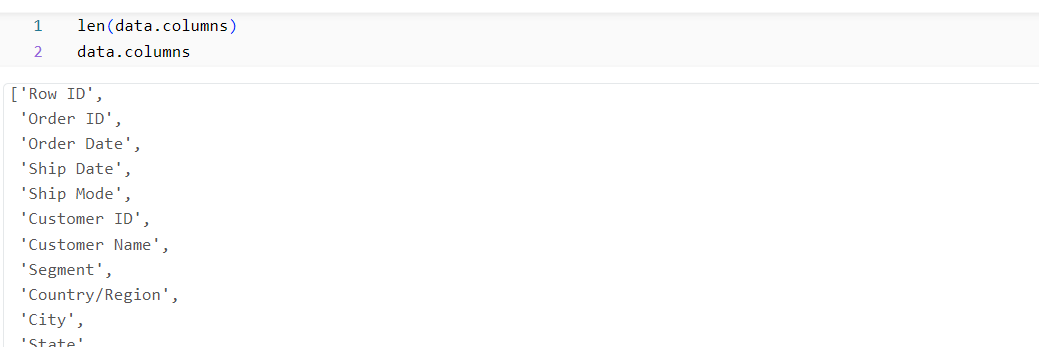 1 len(data.columns)
2 data.columns
['Row ID',
'Order ID',
'Order Date',
'Ship Date',
'Ship Mode',
'Customer ID',
'Customer Name',
'Segment',
'Country/Region',
'City',
'State'